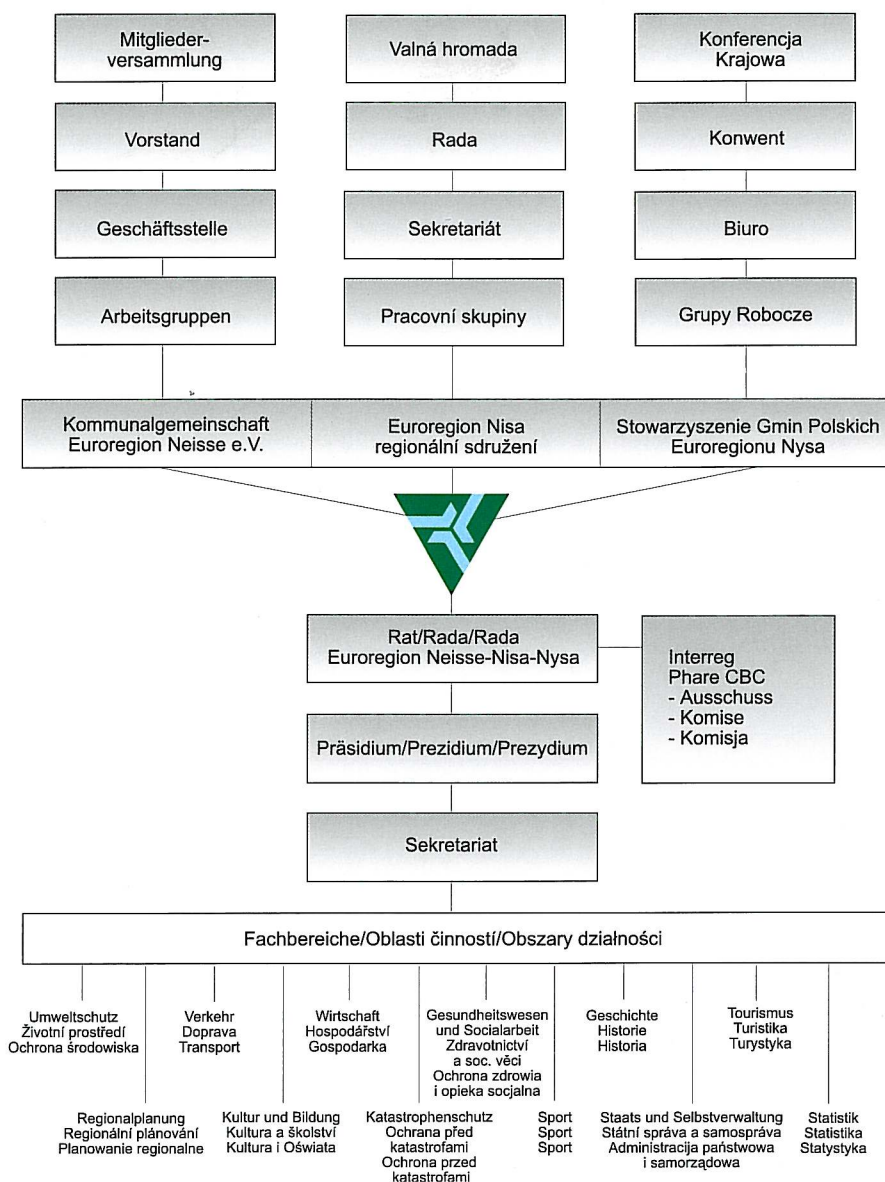 Mitglieder-
versammlung
Valná hromada
Konferencja
Krajowa
Vorstand
Rada
Konwent
Geschäftsstelle
Sekretariát
Biuro
Arbeitsgruppen
Pracovní skupiny
Grupy Robocze
Kommunalgemeinschaft
Euroregion Neisse e.V.
Euroregion Nisa
regionální sdružení
Stowarzyszenie Gmin Polskich
Euroregionu Nysa
Rat/Rada/Rada
Euroregion Neisse-Nisa-Nysa
Interreg
Phare CBC
- Ausschuss
- Komise
- Komisja
Präsidium/Prezidium/Prezydium
Sekretariat
Fachbereiche/Oblasti činností/Obszary działności
Umweltschutz
Životní prostředí
Ochrona środowiska
Verkehr
Doprava
Transport
Wirtschaft
Hospodářství
Gospodarka
Gesundheitswesen
und Socialarbeit
Zdravotnictví
a soc. věci
Ochrona zdrowia
i opieka socjalna
Geschichte
Historie
Historia
Tourismus
Turistika
Turystyka
Regionalplanung
Regionální plánování
Planowanie regionalne
Kultur und Bildung
Kultura a školství
Kultura i Oświata
Katastrophenschutz
Ochrana před
katastrofami
Ochrona przed
katastrofami
Sport
Sport
Sport
Staats und Selbstverwaltung
Státní správa a samospráva
Administracija państwowa
i samorządowa
Statistik
Statistika
Statystyka